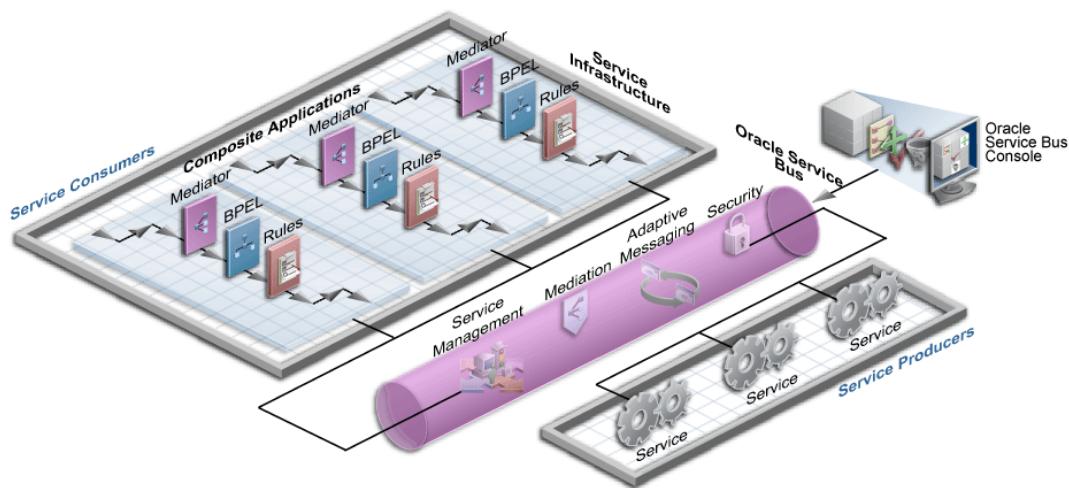 Service Consumers
Composite Applications
Service
Infrastructure
Mediator
BPEL
Rules
Mediator
BPEL
Rules
Mediator
BPEL
Rules
Oracle
Service Bus
Console
Oracle Service
Bus
Security
Adaptive
Messaging
Mediation
Service
Management
Service
Service
Service
Service Producers